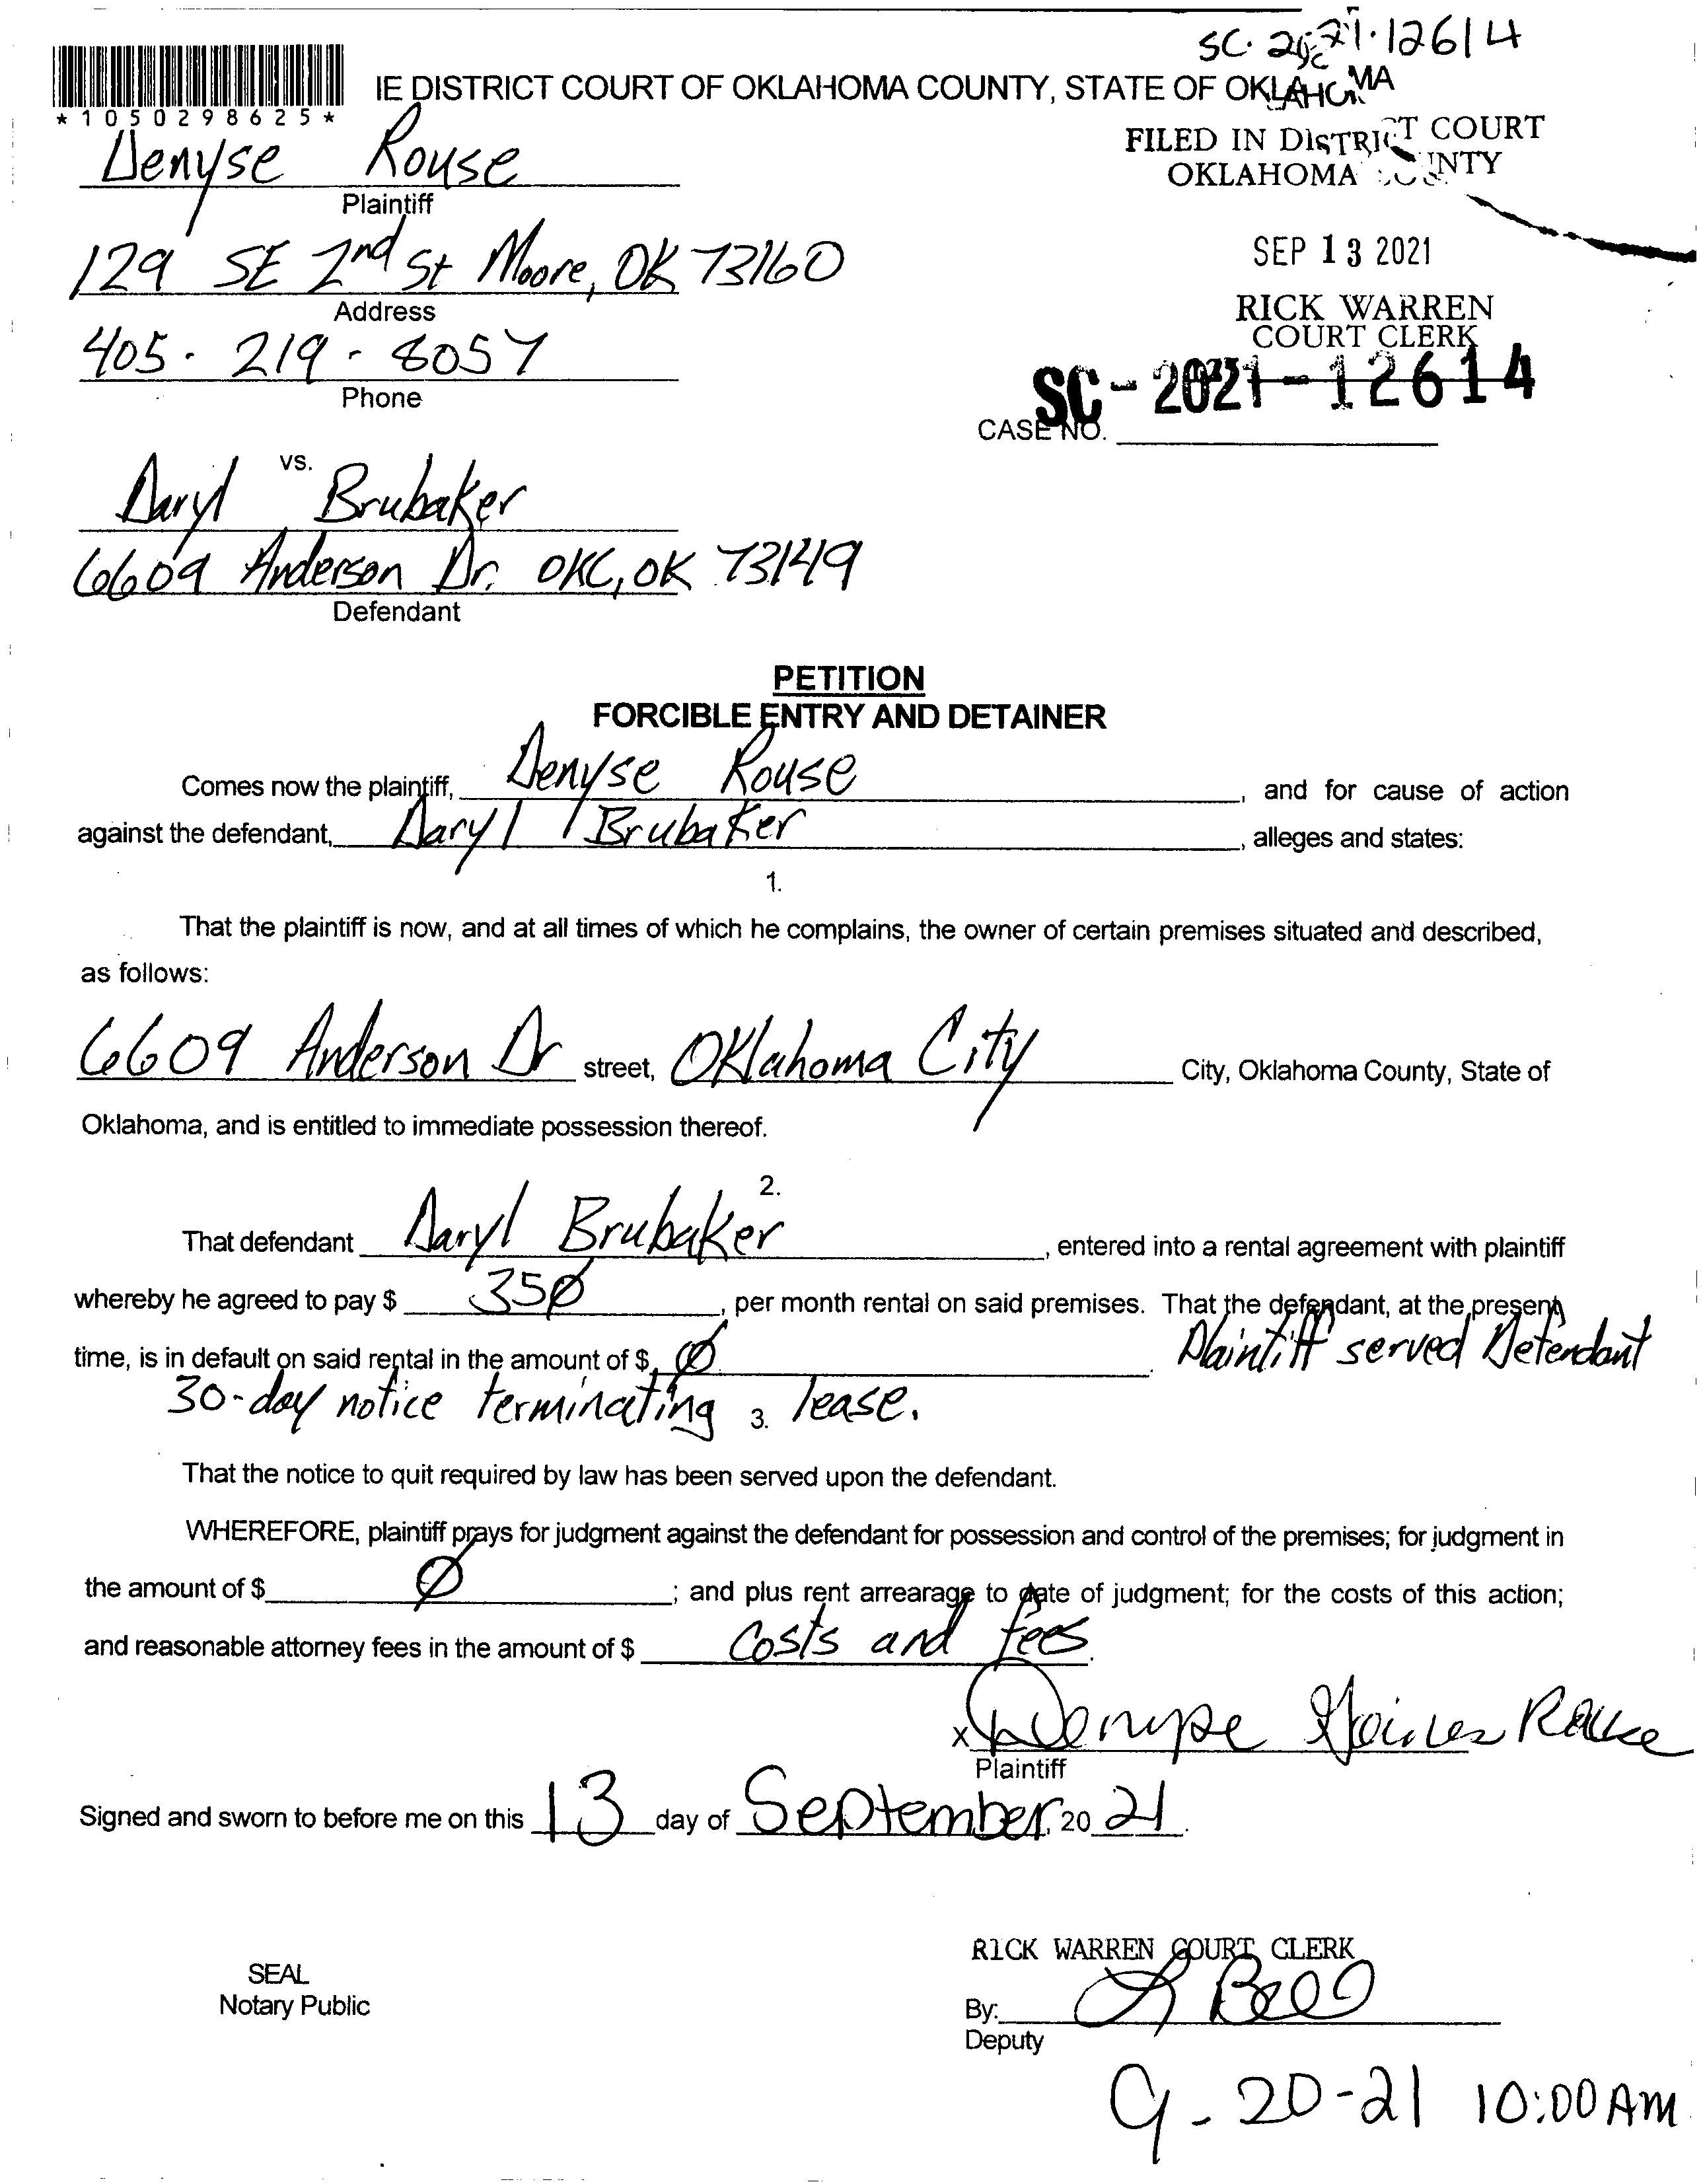 SC-2021-12614
IE DISTRICT COURT OF OKLAHOMA COUNTY, STATE OF OKLAHOMA
*1050298625*
FILED IN DISTRICT COURT
OKLAHOMA COUNTY
Denyse Rouse
Plaintiff
129 SE 2nd St Moore, OK 73160
Address
SEP 13 2021
RICK WARREN
COURT CLERK
405-219-8057
Phone
SC-2021-12614
CASE NO.
vs.
Daryl Brubaker
6609 Anderson Dr. OKC, OK 73149
Defendant
PETITION
FORCIBLE ENTRY AND DETAINER
Comes now the plaintiff, Denyse Rouse, and for cause of action
against the defendant, Daryl Brubaker, alleges and states:
1.
That the plaintiff is now, and at all times of which he complains, the owner of certain premises situated and described,
as follows:
6609 Anderson Dr street, Oklahoma City City, Oklahoma County, State of
Oklahoma, and is entitled to immediate possession thereof.
2.
That defendant Daryl Brubaker, entered into a rental agreement with plaintiff
whereby he agreed to pay $ 350, per month rental on said premises. That the defendant, at the present
time, is in default on said rental in the amount of $ 0. Plaintiff served Defendant
30-day notice terminating lease.
3.
That the notice to quit required by law has been served upon the defendant.
WHEREFORE, plaintiff prays for judgment against the defendant for possession and control of the premises; for judgment in
the amount of $ 0; and plus rent arrearage to date of judgment; for the costs of this action;
and reasonable attorney fees in the amount of $ costs and fees.
x Denyse Rouse
Plaintiff
Signed and sworn to before me on this 13 day of September, 20 21.
RICK WARREN COURT CLERK
SEAL
Notary Public
By: L Bell
Deputy
9-20-21 10:00 AM